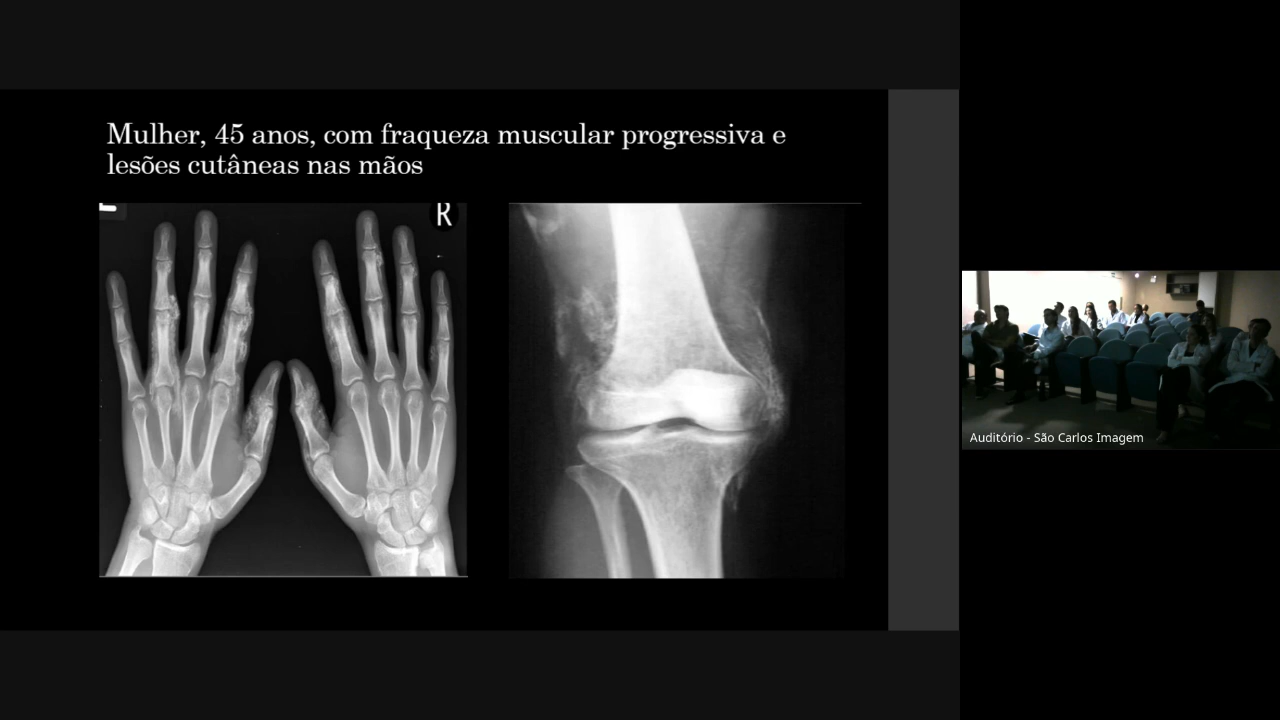 Mulher, 45 anos, com fraqueza muscular progressiva e
lesões cutâneas nas mãos
R
Auditório - São Carlos Imagem